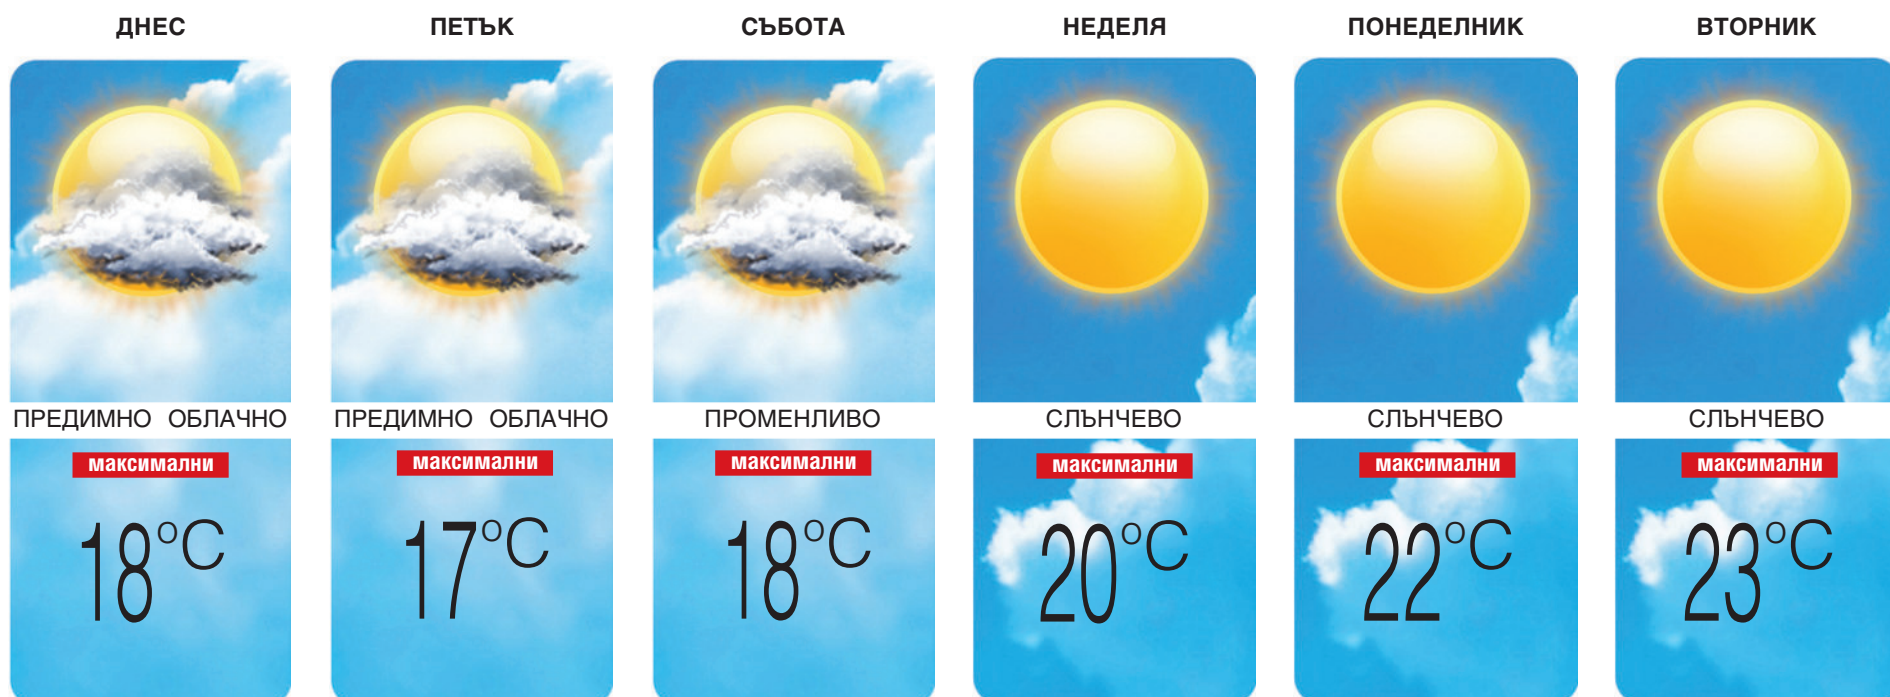 ДНЕС
ПЕТЪК
СЪБОТА
НЕДЕЛЯ
ПОНЕДЕЛНИК
ВТОРНИК
ПРЕДИМНО ОБЛАЧНО
ПРЕДИМНО ОБЛАЧНО
ПРОМЕНЛИВО
СЛЪНЧЕВО
СЛЪНЧЕВО
СЛЪНЧЕВО
максимални
максимални
максимални
максимални
максимални
максимални
18°C
17°C
18°C
20°C
22°C
23°C